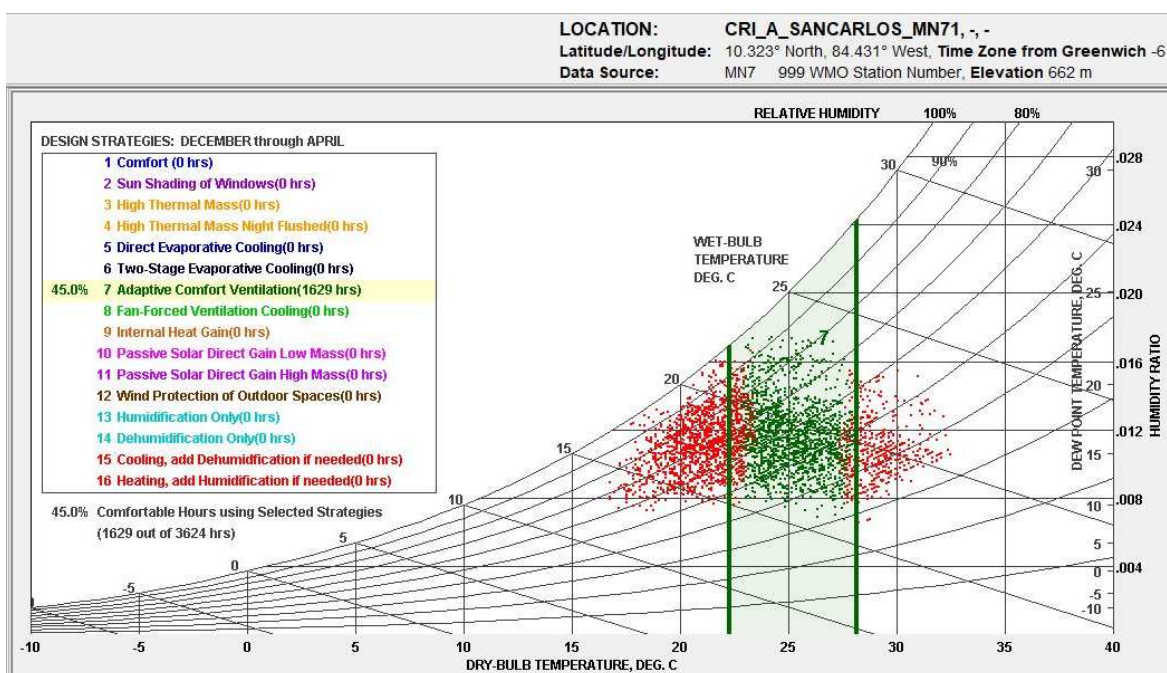 LOCATION: CRI_A_SANCARLOS_MN71, -, -
Latitude/Longitude: 10.323° North, 84.431° West, Time Zone from Greenwich -6
Data Source: MN7 999 WMO Station Number, Elevation 662 m
RELATIVE HUMIDITY 100% 80%
DESIGN STRATEGIES: DECEMBER through APRIL
1 Comfort (0 hrs)
2 Sun Shading of Windows(0 hrs)
3 High Thermal Mass(0 hrs)
4 High Thermal Mass Night Flushed(0 hrs)
5 Direct Evaporative Cooling(0 hrs)
6 Two-Stage Evaporative Cooling(0 hrs)
45.0% 7 Adaptive Comfort Ventilation(1629 hrs)
8 Fan-Forced Ventilation Cooling(0 hrs)
9 Internal Heat Gain(0 hrs)
10 Passive Solar Direct Gain Low Mass(0 hrs)
11 Passive Solar Direct Gain High Mass(0 hrs)
12 Wind Protection of Outdoor Spaces(0 hrs)
13 Humidification Only(0 hrs)
14 Dehumidification Only(0 hrs)
15 Cooling, add Dehumidfication if needed(0 hrs)
16 Heating, add Humidification if needed(0 hrs)
45.0% Comfortable Hours using Selected Strategies
(1629 out of 3624 hrs)
WET-BULB
TEMPERATURE
DEG. C
-5
0
5
10
15
20
25
30
90%
7
30
25
20
15
10
5
0
-5
-10
DEW POINT TEMPERATURE, DEG. C
.028
.024
.020
.016
.012
.008
.004
HUMIDITY RATIO
-10 -5 0 5 10 15 20 25 30 35 40
DRY-BULB TEMPERATURE, DEG. C